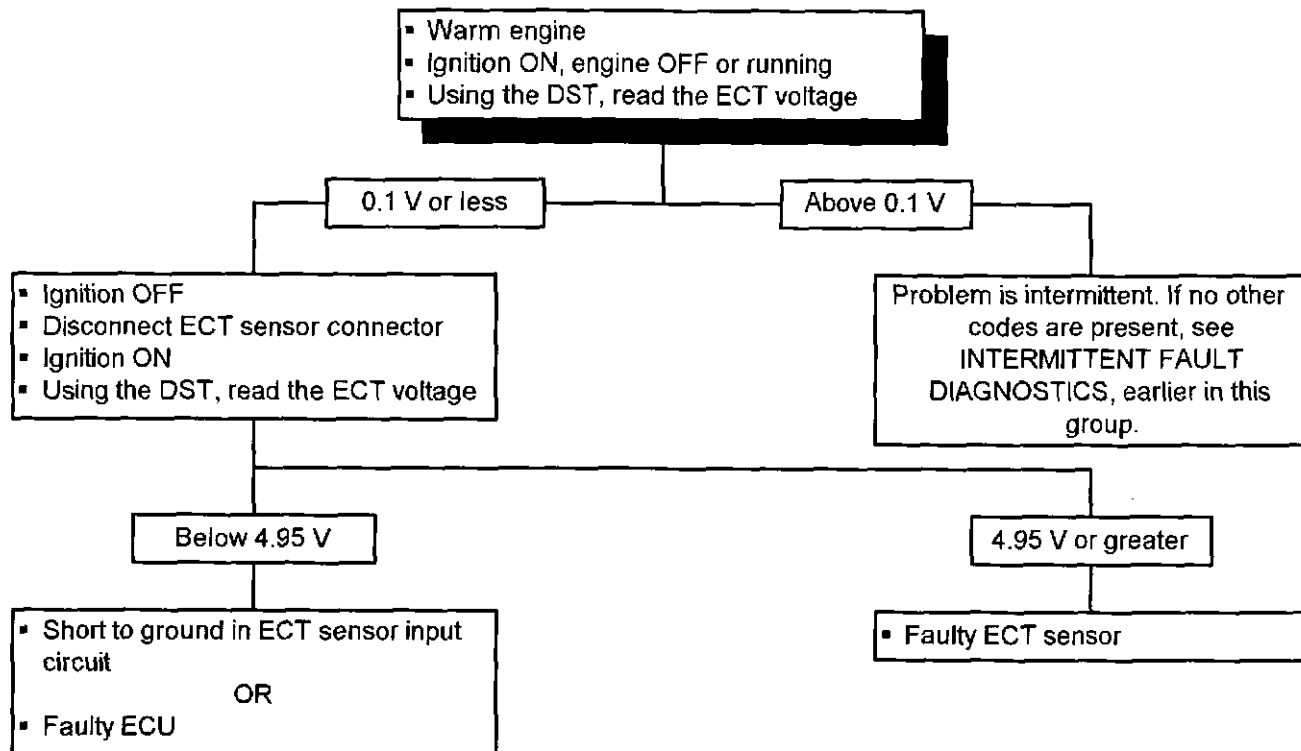 ▪ Warm engine
▪ Ignition ON, engine OFF or running
▪ Using the DST, read the ECT voltage
0.1 V or less
Above 0.1 V
▪ Ignition OFF
▪ Disconnect ECT sensor connector
▪ Ignition ON
▪ Using the DST, read the ECT voltage
Problem is intermittent. If no other
codes are present, see
INTERMITTENT FAULT
DIAGNOSTICS, earlier in this
group.
Below 4.95 V
4.95 V or greater
▪ Short to ground in ECT sensor input
circuit
OR
▪ Faulty ECU
▪ Faulty ECT sensor